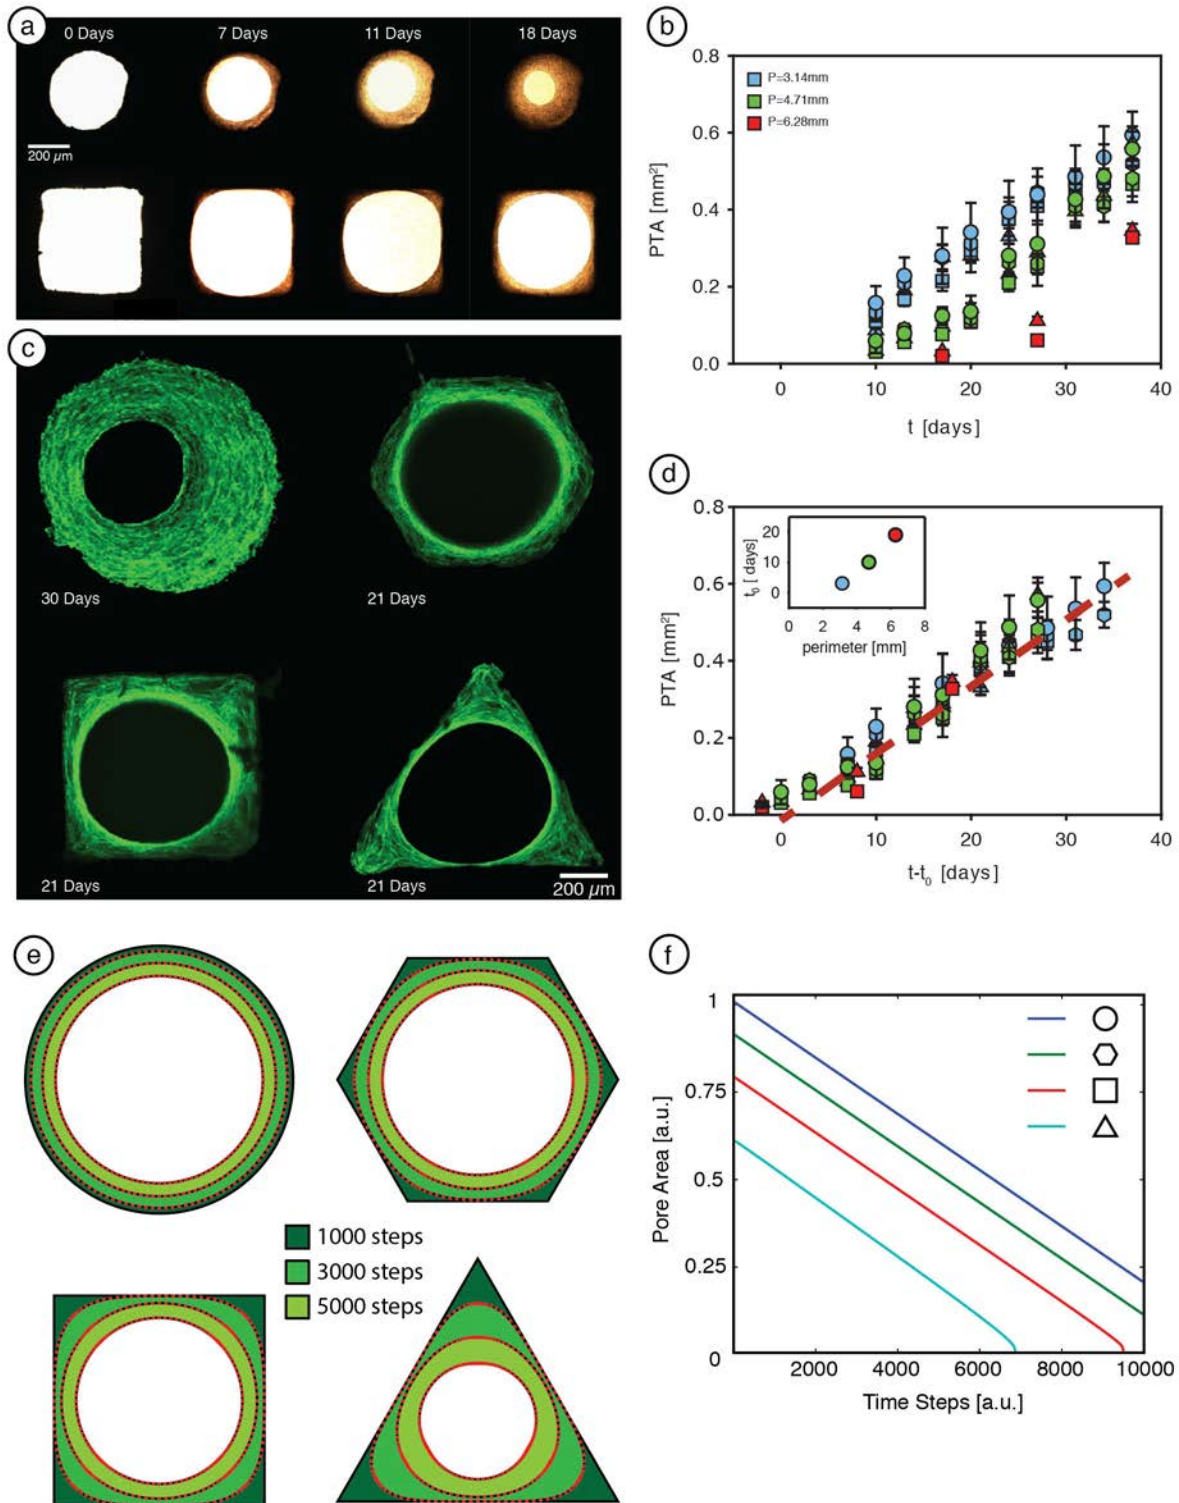 a
0 Days 7 Days 11 Days 18 Days
200 µm
b
0.8
0.6
0.4
0.2
0.0
PTA [mm²]
P=3.14mm
P=4.71mm
P=6.28mm
0 10 20 30 40
t [days]
c
30 Days
21 Days
21 Days
21 Days
200 µm
d
0.8
0.6
0.4
0.2
0.0
PTA [mm²]
20
10
0
t₀ [ days]
0 2 4 6 8
perimeter [mm]
0 10 20 30 40
t-t₀ [days]
e
1000 steps
3000 steps
5000 steps
f
1
0.75
0.5
0.25
0
Pore Area [a.u.]
2000 4000 6000 8000 10000
Time Steps [a.u.]